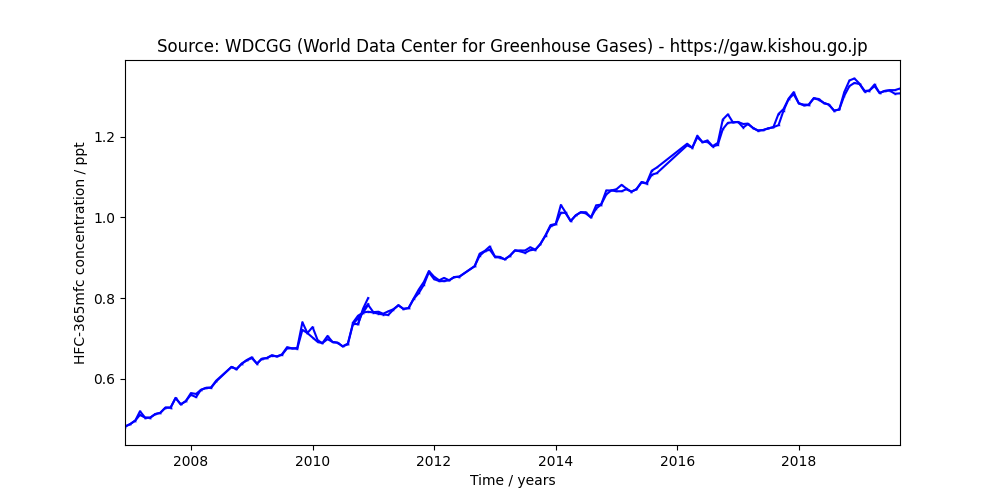 Source: WDCGG (World Data Center for Greenhouse Gases) - https://gaw.kishou.go.jp
HFC-365mfc concentration / ppt
1.2
1.0
0.8
0.6
2008 2010 2012 2014 2016 2018
Time / years